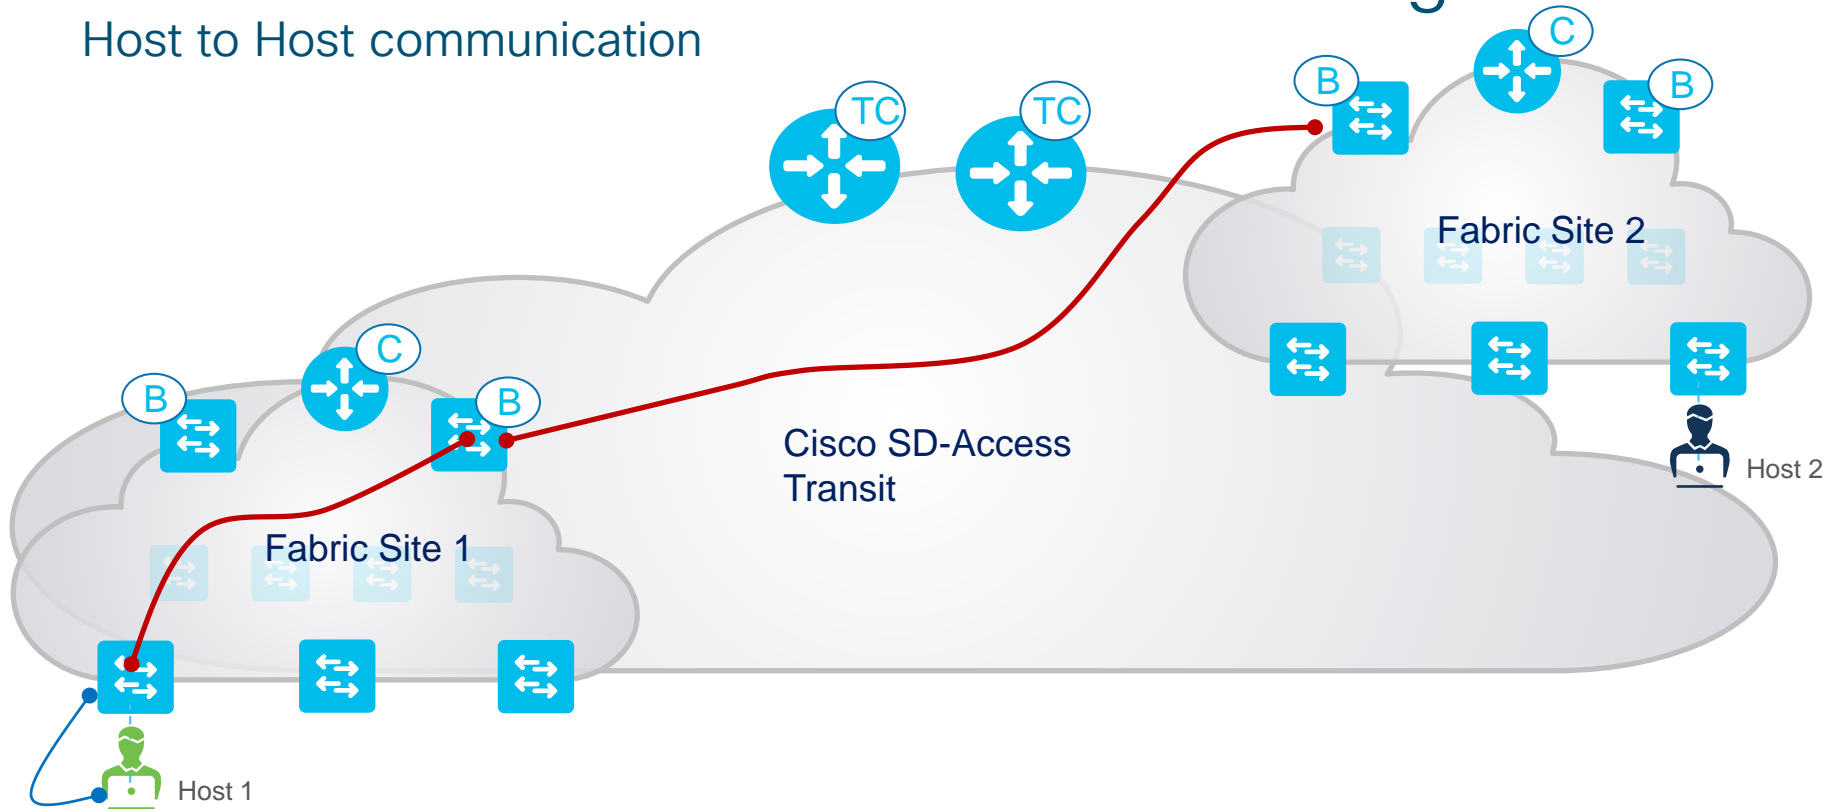 Host to Host communication
C
B
B
TC
TC
Fabric Site 2
C
B
B
Cisco SD-Access
Transit
Host 2
Fabric Site 1
Host 1